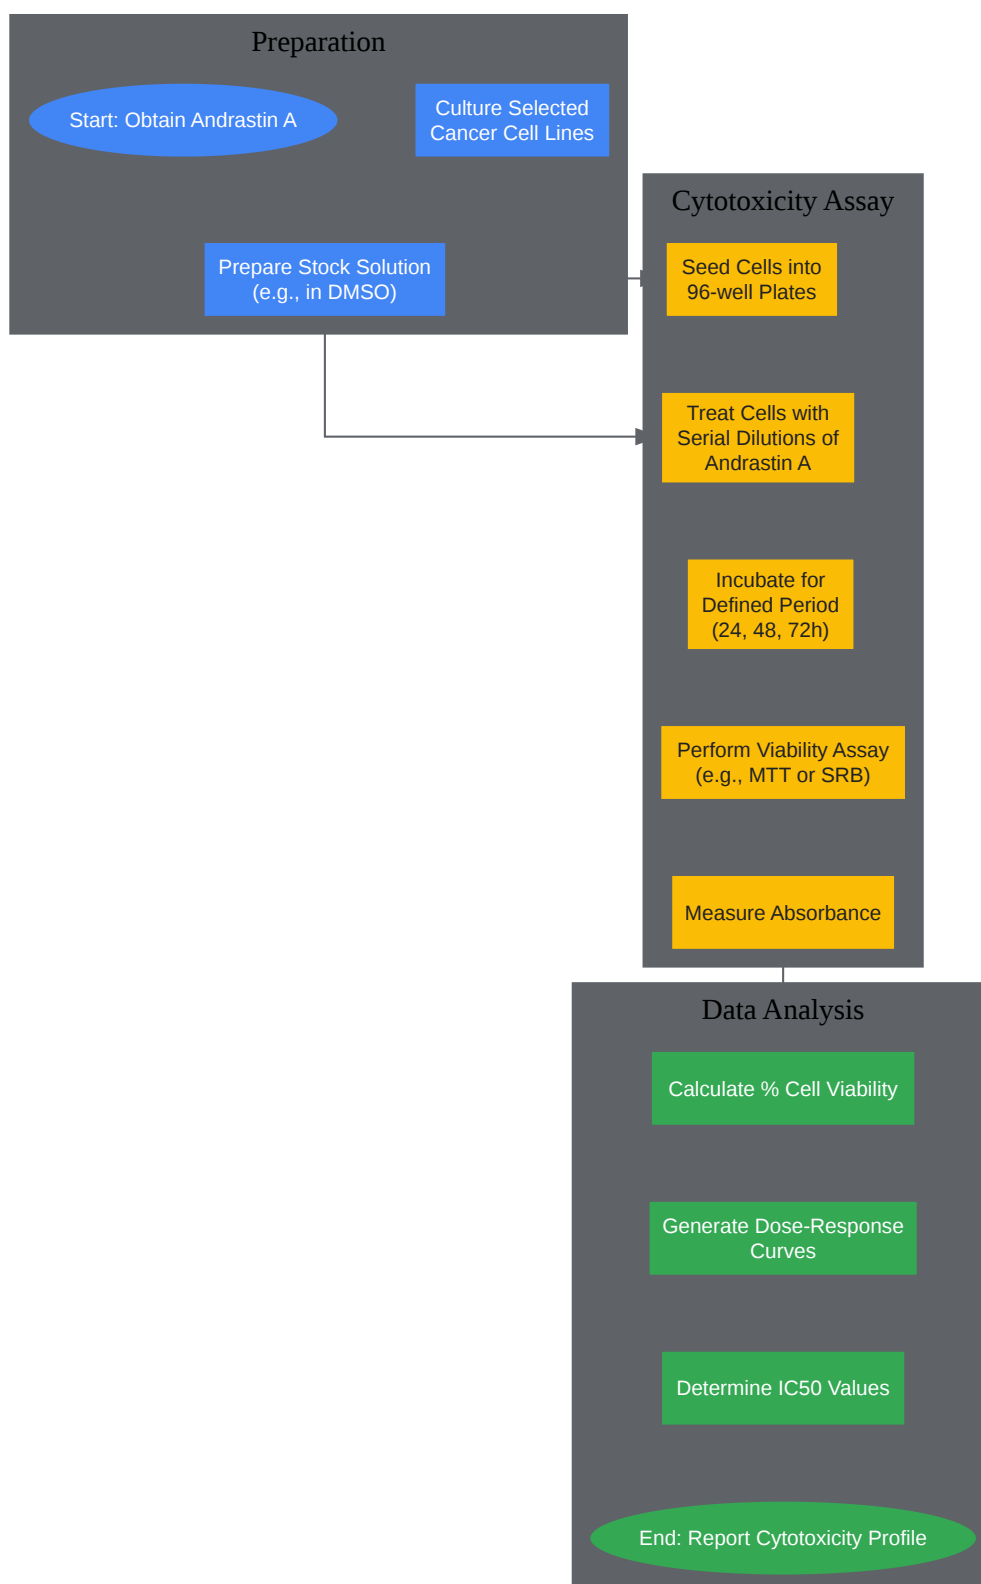 Preparation
Start: Obtain Andrastin A
Culture Selected
Cancer Cell Lines
Prepare Stock Solution
(e.g., in DMSO)
Cytotoxicity Assay
Seed Cells into
96-well Plates
Treat Cells with
Serial Dilutions of
Andrastin A
Incubate for
Defined Period
(24, 48, 72h)
Perform Viability Assay
(e.g., MTT or SRB)
Measure Absorbance
Data Analysis
Calculate % Cell Viability
Generate Dose-Response
Curves
Determine IC50 Values
End: Report Cytotoxicity Profile